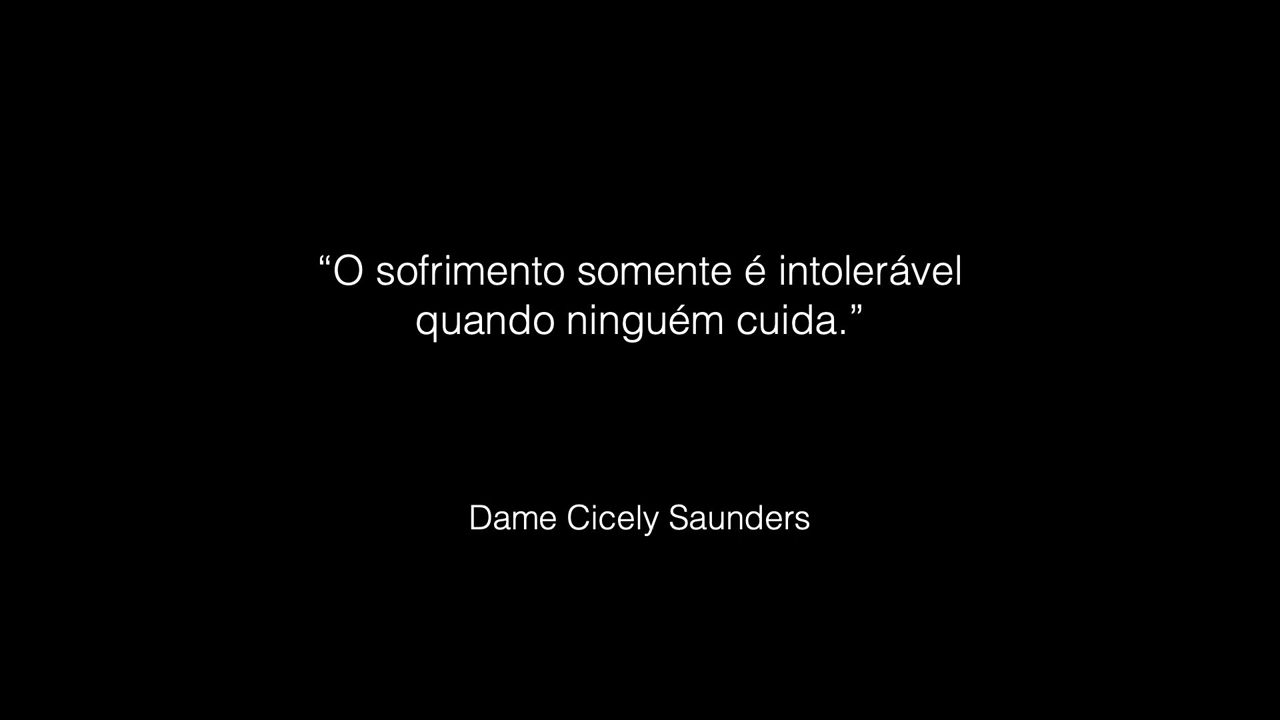 “O sofrimento somente é intolerável
quando ninguém cuida.”
Dame Cicely Saunders